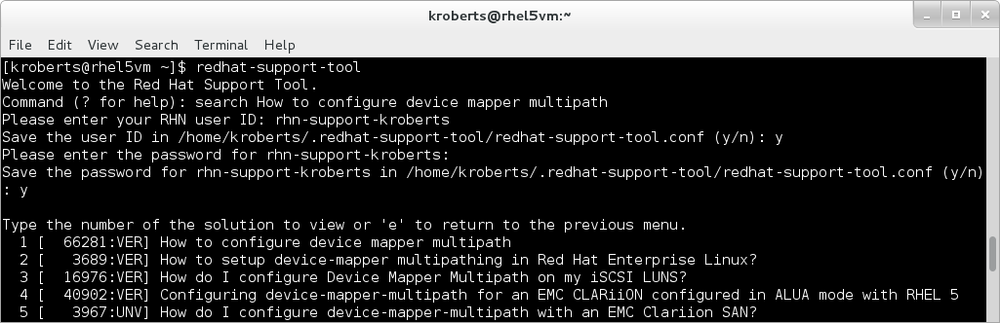 kroberts@rhel5vm:~
File Edit View Search Terminal Help
[kroberts@rhel5vm ~]$ redhat-support-tool
Welcome to the Red Hat Support Tool.
Command (? for help): search How to configure device mapper multipath
Please enter your RHN user ID: rhn-support-kroberts
Save the user ID in /home/kroberts/.redhat-support-tool/redhat-support-tool.conf (y/n): y
Please enter the password for rhn-support-kroberts:
Save the password for rhn-support-kroberts in /home/kroberts/.redhat-support-tool/redhat-support-tool.conf (y/n)
: y
Type the number of the solution to view or 'e' to return to the previous menu.
1 [ 66281:VER] How to configure device mapper multipath
2 [ 3689:VER] How to setup device-mapper multipathing in Red Hat Enterprise Linux?
3 [ 16976:VER] How do I configure Device Mapper Multipath on my iSCSI LUNS?
4 [ 40902:VER] Configuring device-mapper-multipath for an EMC CLARiiON configured in ALUA mode with RHEL 5
5 [ 3967:UNV] How do I configure device-mapper-multipath with an EMC Clariion SAN?